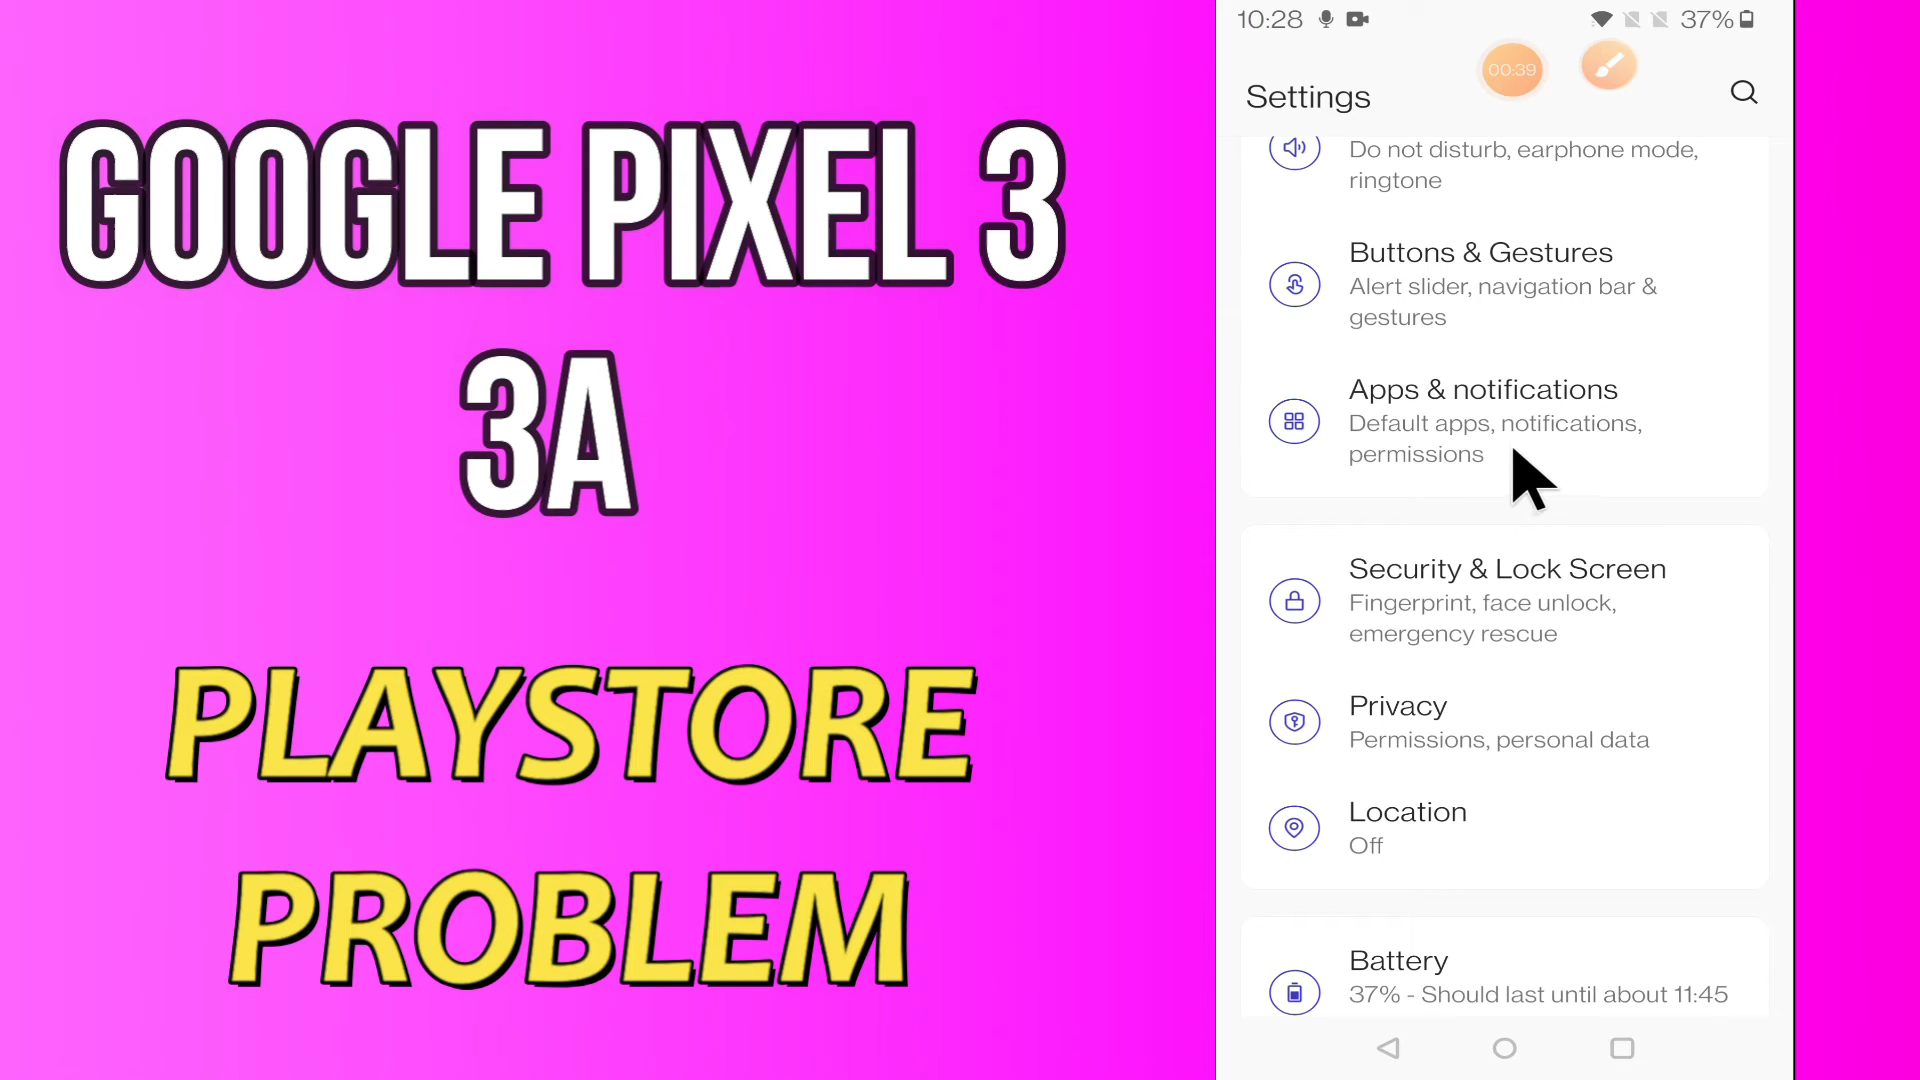 GOOGLE PIXEL 3
3A
PLAYSTORE
PROBLEM
10:28
37%
00:39
Settings
Do not disturb, earphone mode,
ringtone
Buttons & Gestures
Alert slider, navigation bar &
gestures
Apps & notifications
Default apps, notifications,
permissions
Security & Lock Screen
Fingerprint, face unlock,
emergency rescue
Privacy
Permissions, personal data
Location
Off
Battery
37% - Should last until about 11:45